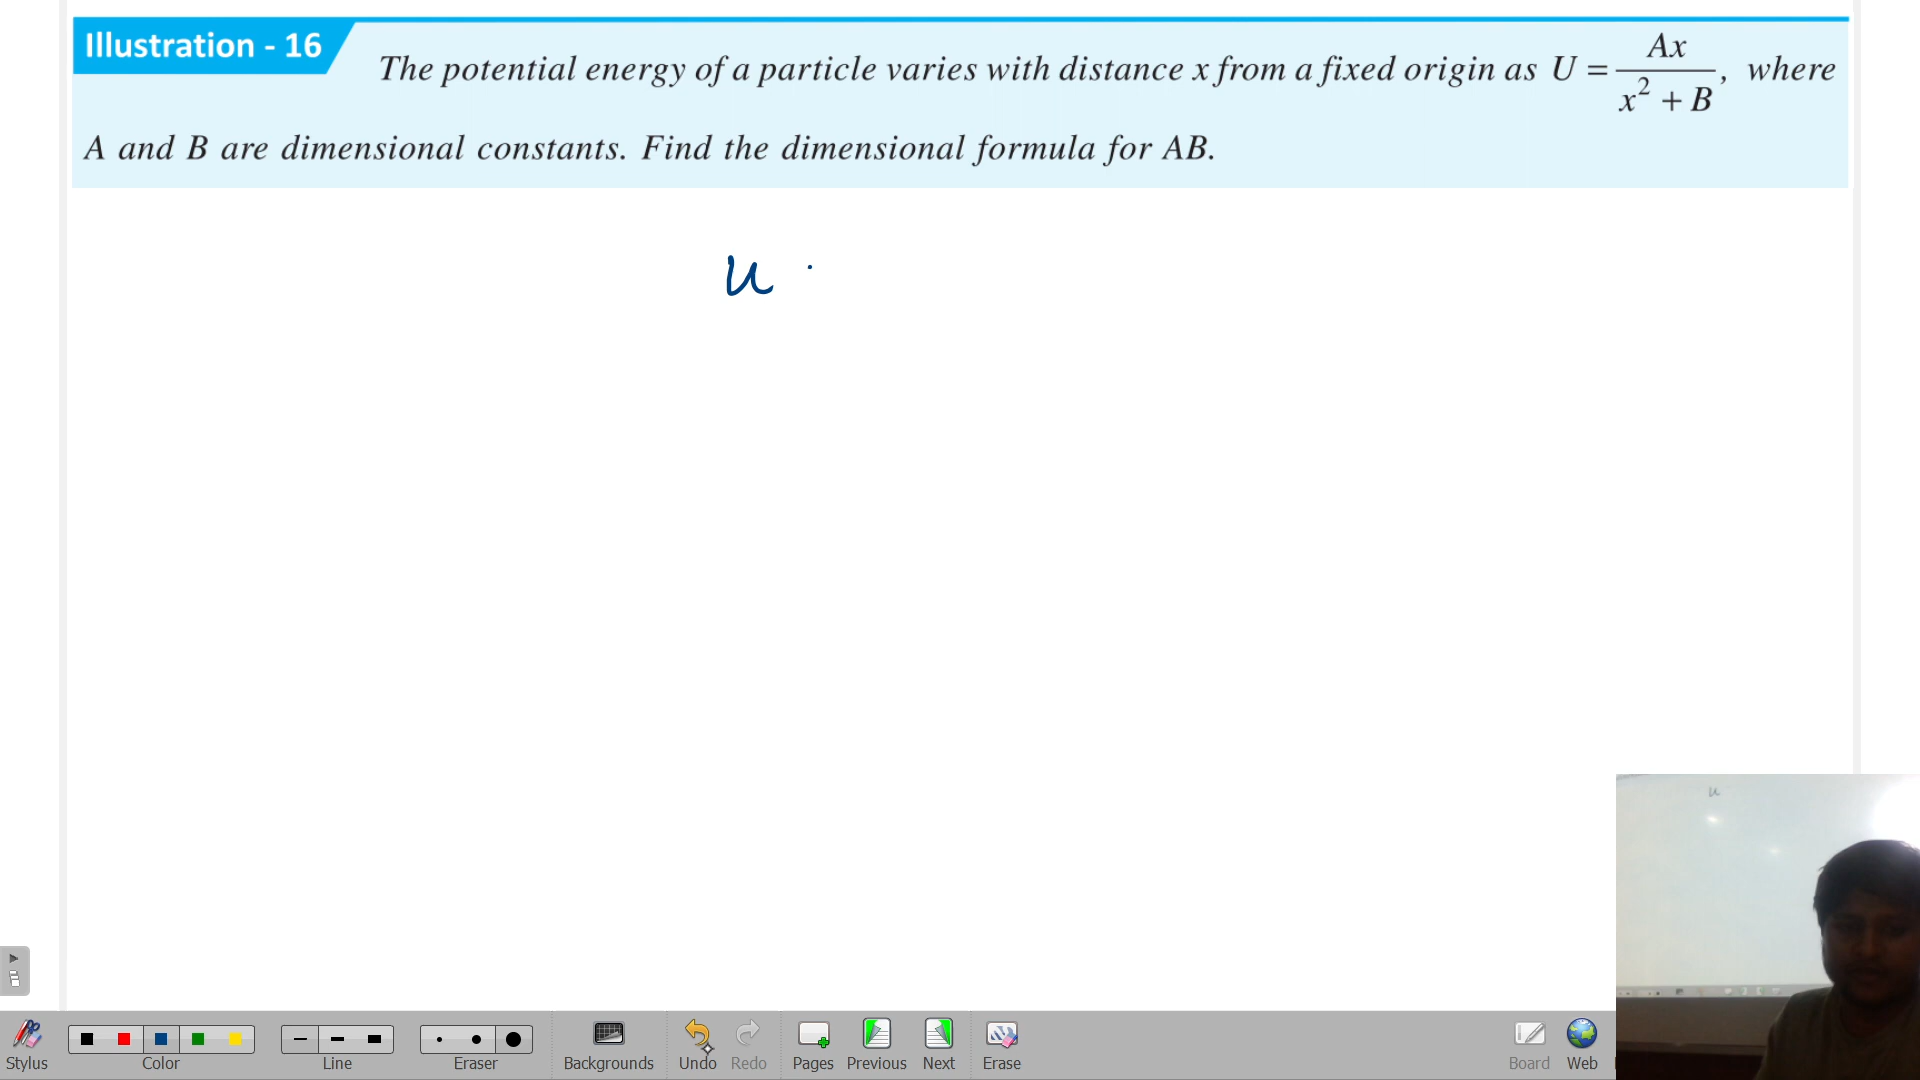 Illustration - 16
The potential energy of a particle varies with distance x from a fixed origin as U = Ax / (x² + B), where
A and B are dimensional constants. Find the dimensional formula for AB.
u
u
Stylus
Color
Line
Eraser
Backgrounds
Undo
Redo
Pages
Previous
Next
Erase
Board
Web